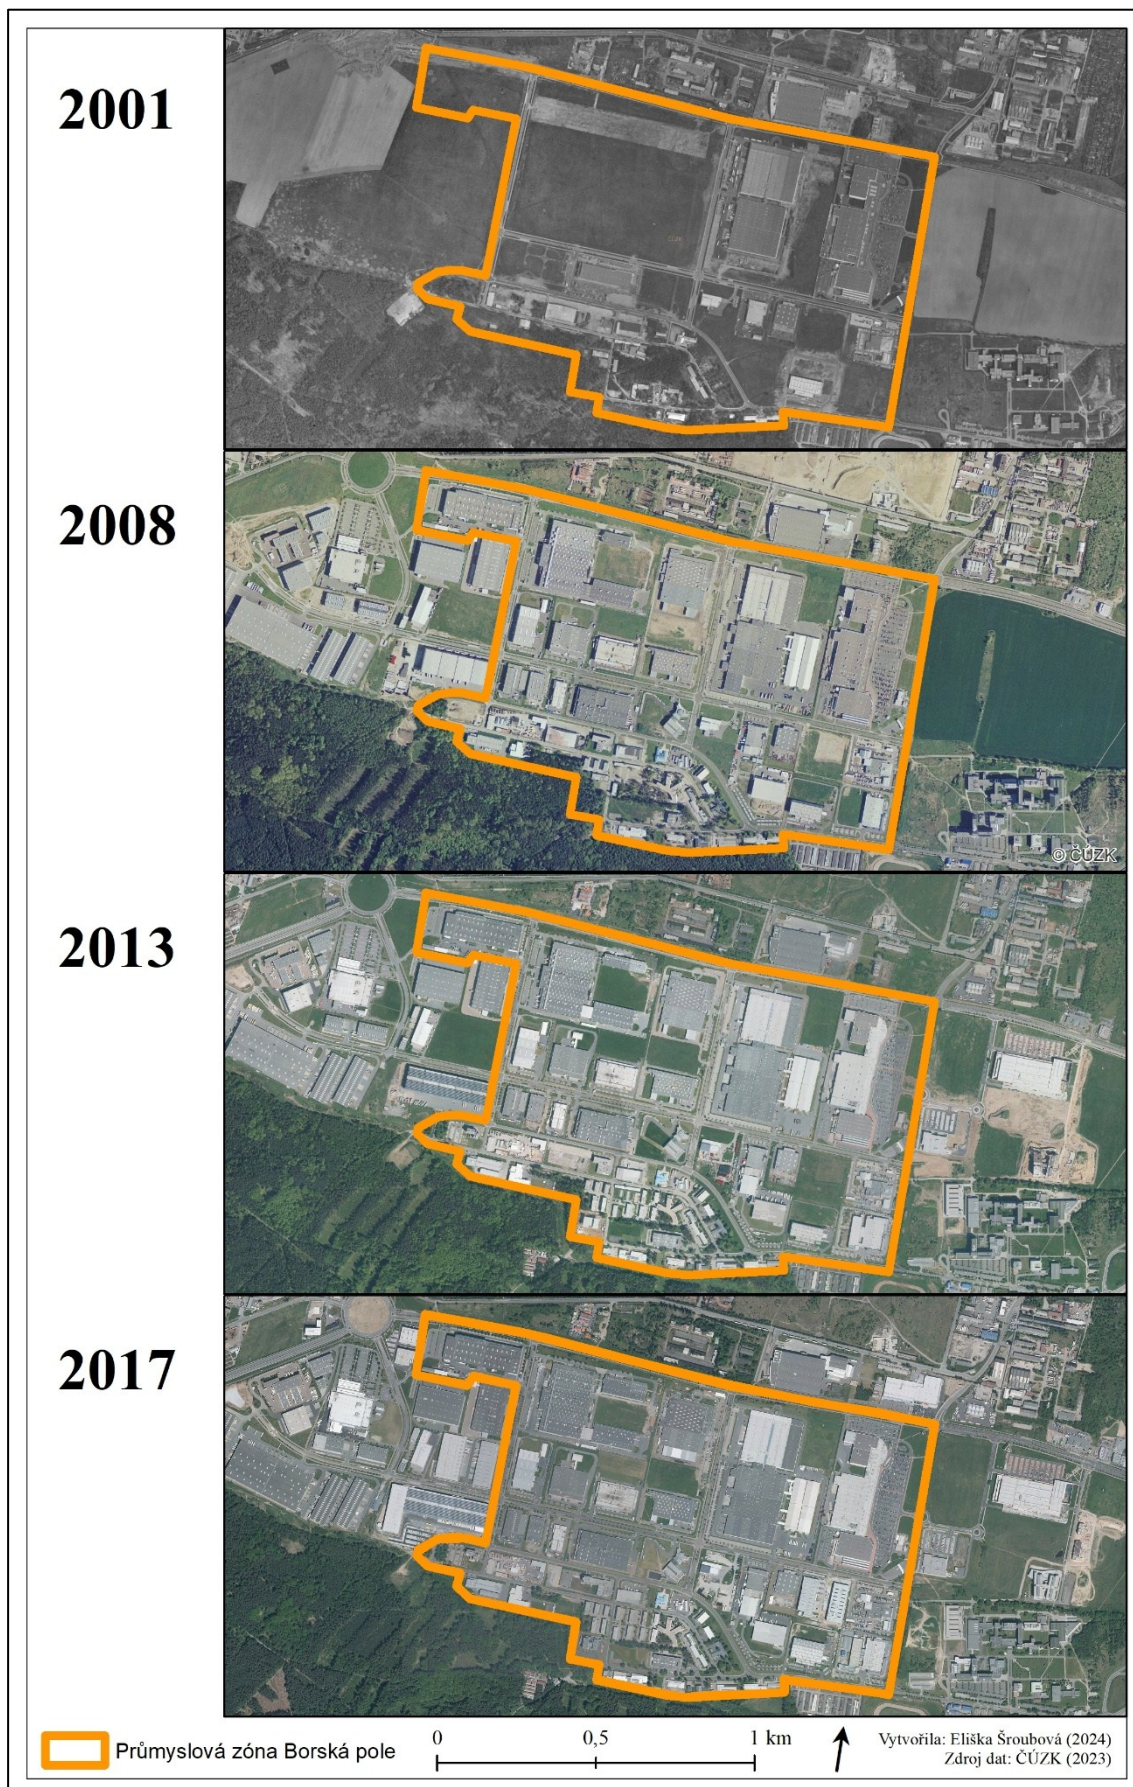 2001
2008
© ČÚZK
2013
2017
Průmyslová zóna Borská pole
0 0,5 1 km
Vytvořila: Eliška Šroubová (2024)
Zdroj dat: ČÚZK (2023)